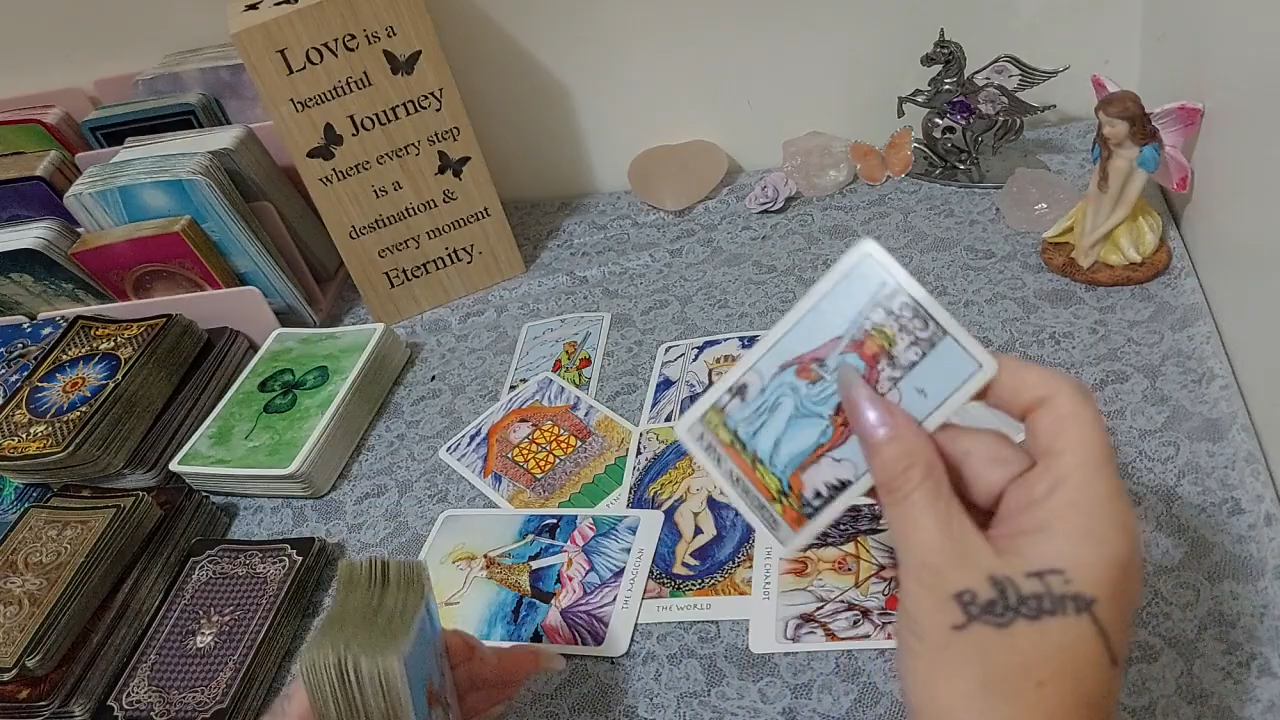 Love is a
beautiful
Journey
where every step
is a
destination &
every moment
Eternity.
THE MAGICIAN
THE WORLD
THE CHARIOT